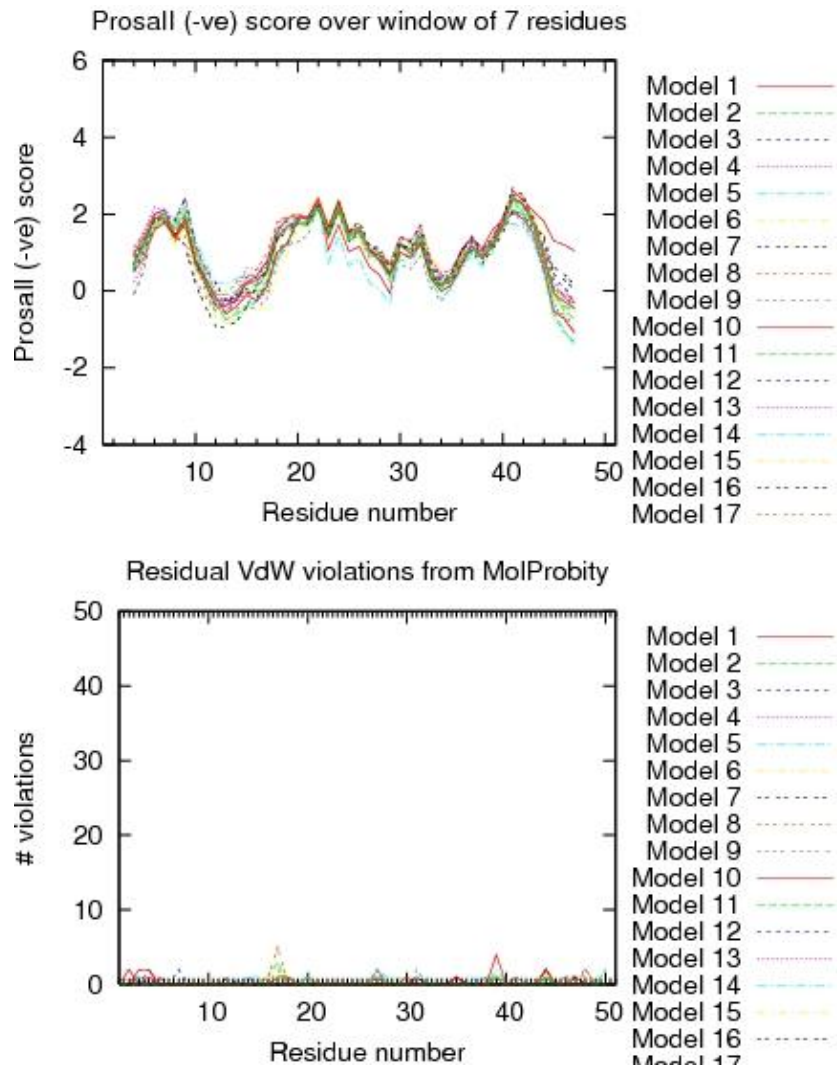 Prosall (-ve) score over window of 7 residues
6
4
2
0
-2
-4
Prosall (-ve) score
10
20
30
40
50
Residue number
Model 1
Model 2
Model 3
Model 4
Model 5
Model 6
Model 7
Model 8
Model 9
Model 10
Model 11
Model 12
Model 13
Model 14
Model 15
Model 16
Model 17
Residual VdW violations from MolProbity
50
40
30
20
10
0
# violations
10
20
30
40
50
Residue number
Model 1
Model 2
Model 3
Model 4
Model 5
Model 6
Model 7
Model 8
Model 9
Model 10
Model 11
Model 12
Model 13
Model 14
Model 15
Model 16
Model 17